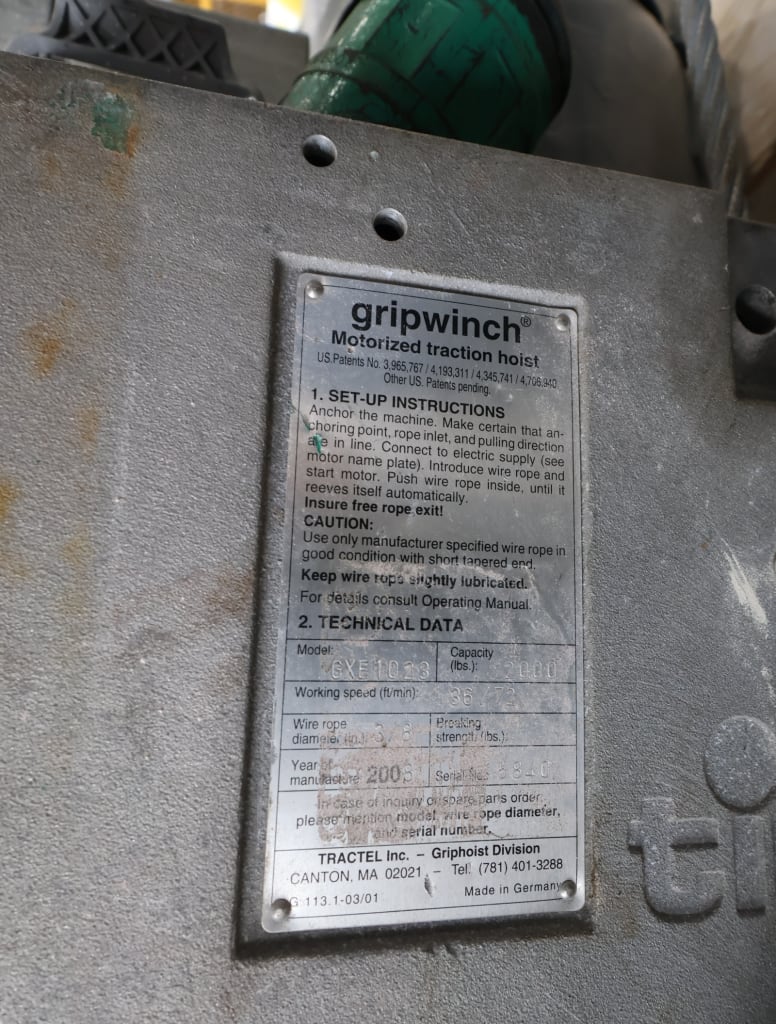 gripwinch®
Motorized traction hoist
US.Patents No. 3,965,767 / 4,193,311 / 4,345,741 / 4,706,940
Other US. Patents pending.
1. SET-UP INSTRUCTIONS
Anchor the machine. Make certain that an-
choring point, rope inlet, and pulling direction
are in line. Connect to electric supply (see
motor name plate). Introduce wire rope and
start motor. Push wire rope inside, until it
reeves itself automatically.
Insure free rope exit!
CAUTION:
Use only manufacturer specified wire rope in
good condition with short tapered end.
Keep wire rope slightly lubricated.
For details consult Operating Manual.
2. TECHNICAL DATA
Model: Capacity
GXE1023 (lbs.): 2000
Working speed (ft/min): 36/72
Wire rope Breaking
diameter (in.): 3/8 strength (lbs.):
Year of
manufacture 200 Serial No.
In case of inquiry or spare parts order,
please mention model, wire rope diameter,
and serial number.
TRACTEL Inc. – Griphoist Division
CANTON, MA 02021 – Tel. (781) 401-3288
G 113.1-03/01 Made in Germany
ti